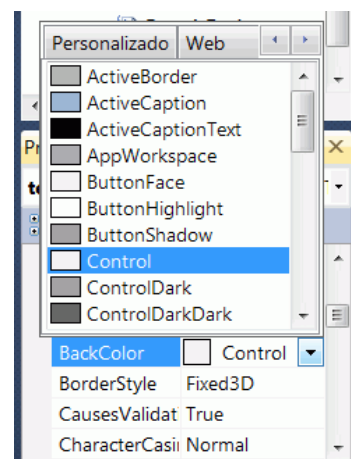 Personalizado Web
ActiveBorder
ActiveCaption
ActiveCaptionText
AppWorkspace
ButtonFace
ButtonHighlight
ButtonShadow
Control
ControlDark
ControlDarkDark
BackColor Control
BorderStyle Fixed3D
CausesValidat True
CharacterCasi Normal